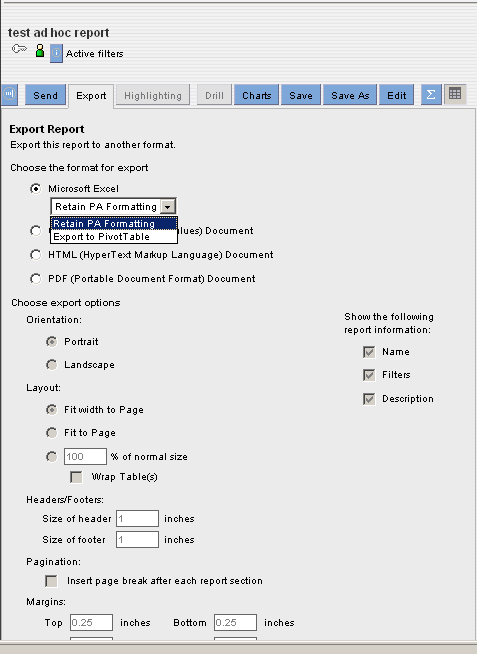 test ad hoc report
Active filters
Send Export Highlighting Drill Charts Save Save As Edit Σ
Export Report
Export this report to another format.
Choose the format for export
Microsoft Excel
Retain PA Formatting
Retain PA Formatting
Export to PivotTable
lues) Document
HTML (HyperText Markup Language) Document
PDF (Portable Document Format) Document
Choose export options
Orientation:
Portrait
Landscape
Layout:
Fit width to Page
Fit to Page
100 % of normal size
Wrap Table(s)
Show the following
report information:
Name
Filters
Description
Headers/Footers:
Size of header 1 inches
Size of footer 1 inches
Pagination:
Insert page break after each report section
Margins:
Top 0.25 inches Bottom 0.25 inches